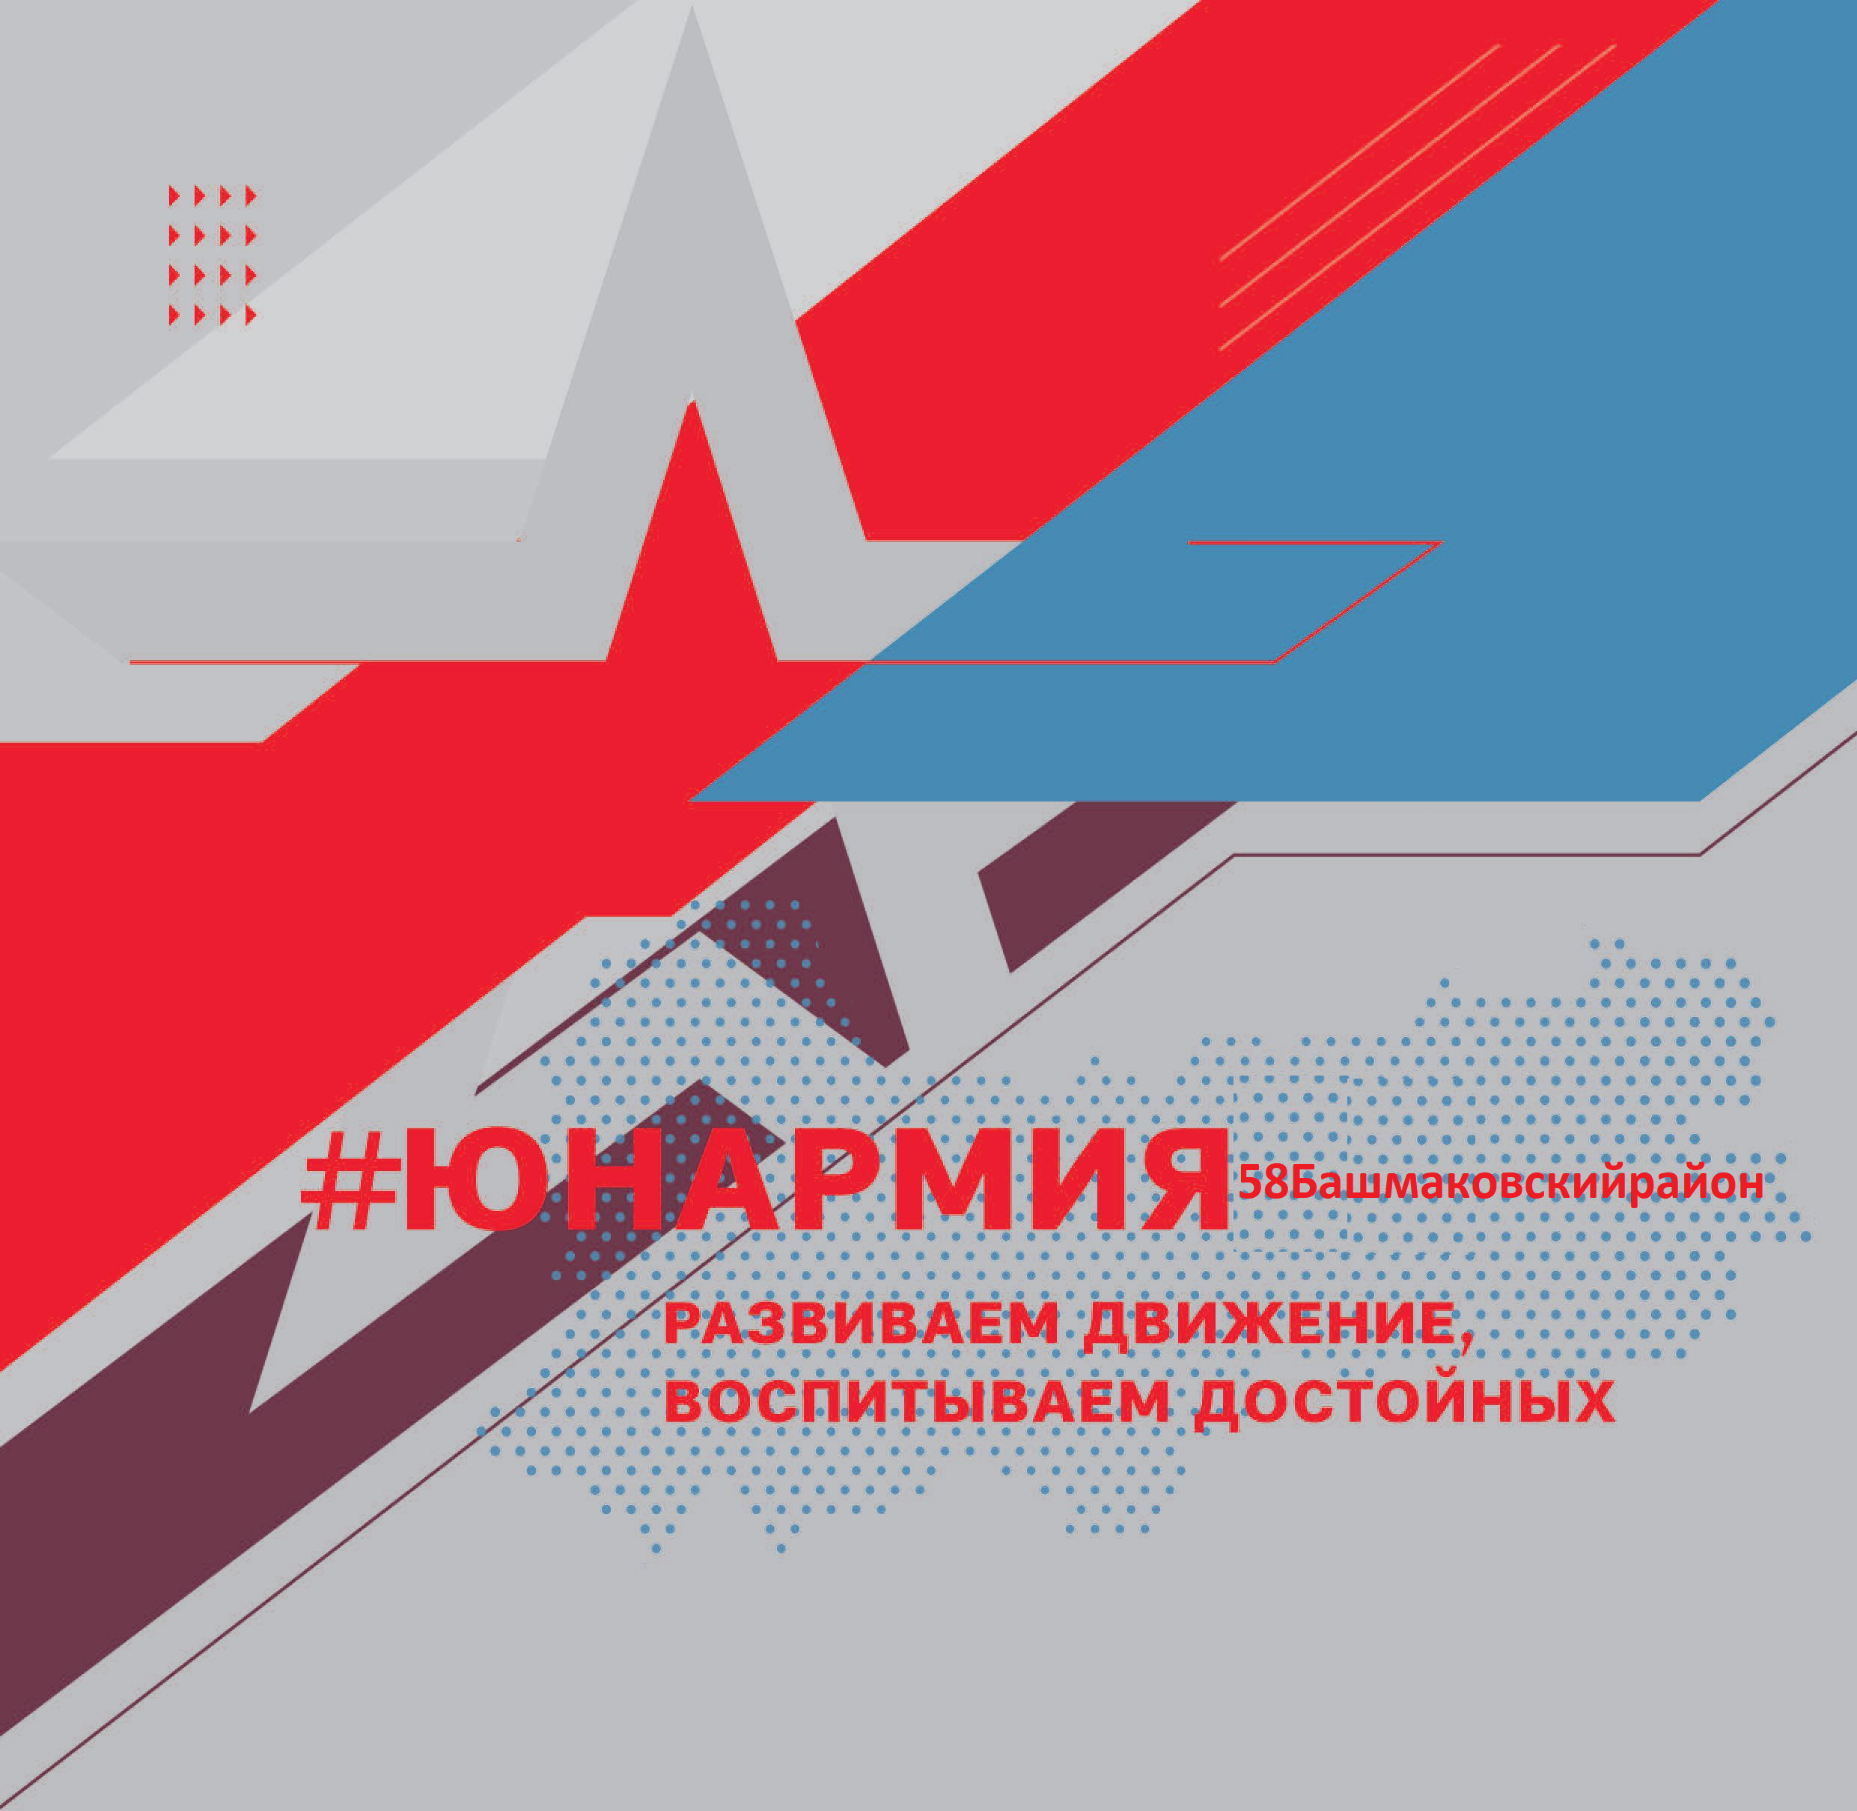 #ЮНАРМИЯ58Башмаковскийрайон
РАЗВИВАЕМ ДВИЖЕНИЕ,
ВОСПИТЫВАЕМ ДОСТОЙНЫХ